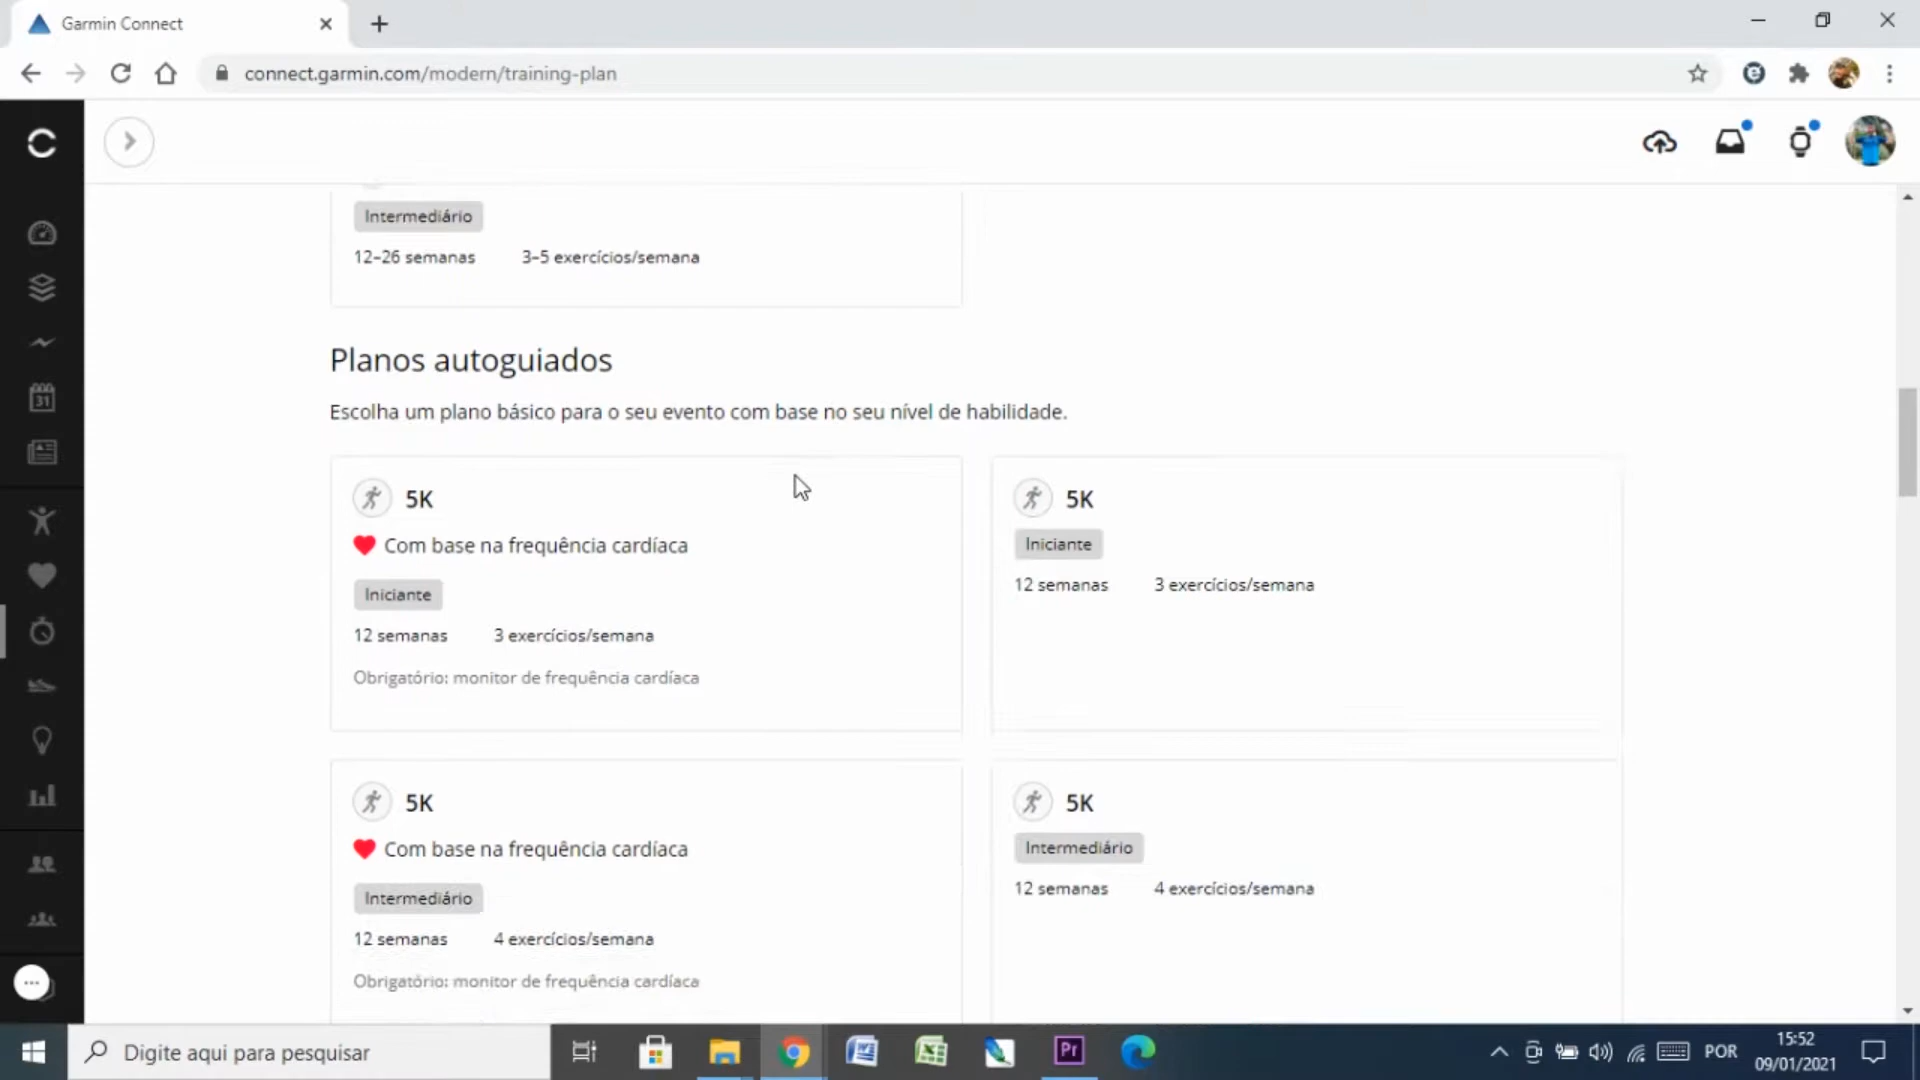 Garmin Connect
connect.garmin.com/modern/training-plan
Intermediário
12–26 semanas 3–5 exercícios/semana
Planos autoguiados
Escolha um plano básico para o seu evento com base no seu nível de habilidade.
5K
Com base na frequência cardíaca
Iniciante
12 semanas 3 exercícios/semana
Obrigatório: monitor de frequência cardíaca
5K
Iniciante
12 semanas 3 exercícios/semana
5K
Com base na frequência cardíaca
Intermediário
12 semanas 4 exercícios/semana
Obrigatório: monitor de frequência cardíaca
5K
Intermediário
12 semanas 4 exercícios/semana
31
Digite aqui para pesquisar
Pr
POR
15:52
09/01/2021